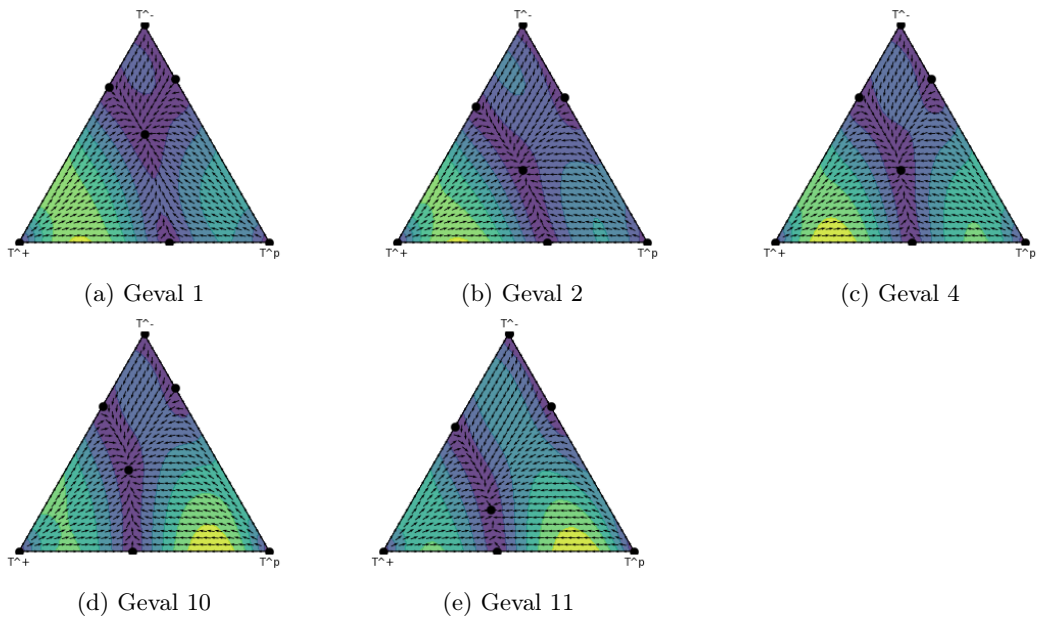 T^- T^- T^-
T^+ T^p T^+ T^p T^+ T^p
(a) Geval 1 (b) Geval 2 (c) Geval 4
T^- T^-
T^+ T^p T^+ T^p
(d) Geval 10 (e) Geval 11